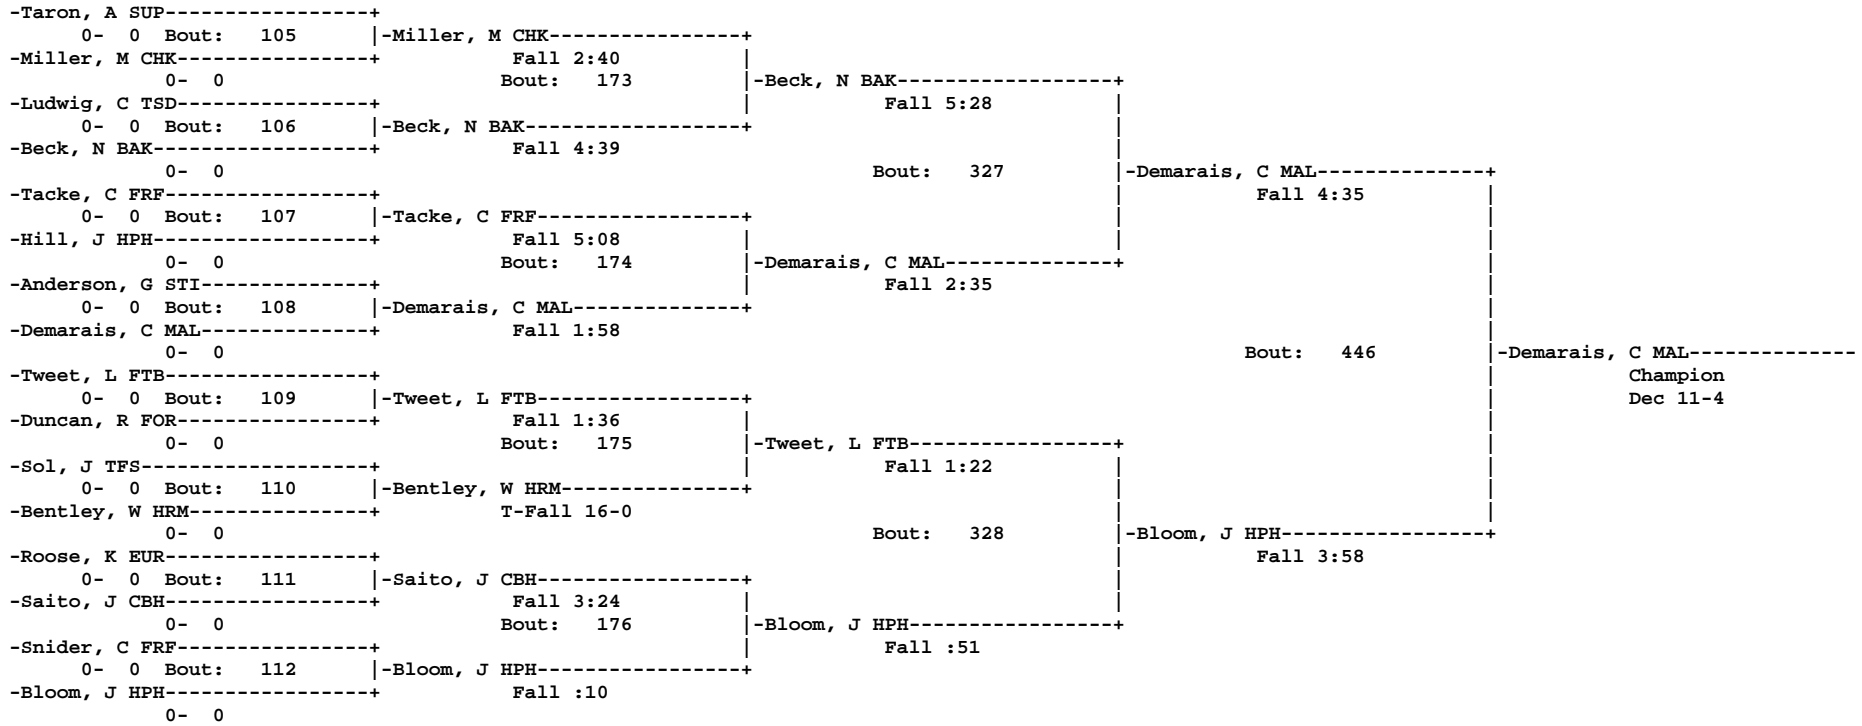 -Taron, A SUP-----------------+
0- 0 Bout: 105 |-Miller, M CHK----------------+
-Miller, M CHK----------------+ Fall 2:40 |
0- 0 Bout: 173 |-Beck, N BAK------------------+
-Ludwig, C TSD----------------+ | Fall 5:28 |
0- 0 Bout: 106 |-Beck, N BAK------------------+ |
-Beck, N BAK------------------+ Fall 4:39 |
0- 0 Bout: 327 |-Demarais, C MAL--------------+
-Tacke, C FRF-----------------+ | Fall 4:35 |
0- 0 Bout: 107 |-Tacke, C FRF-----------------+ | |
-Hill, J HPH------------------+ Fall 5:08 | | |
0- 0 Bout: 174 |-Demarais, C MAL--------------+ |
-Anderson, G STI--------------+ | Fall 2:35 |
0- 0 Bout: 108 |-Demarais, C MAL--------------+ |
-Demarais, C MAL--------------+ Fall 1:58 |
0- 0 Bout: 446 |-Demarais, C MAL--------------
-Tweet, L FTB-----------------+ | Champion
0- 0 Bout: 109 |-Tweet, L FTB-----------------+ | Dec 11-4
-Duncan, R FOR----------------+ Fall 1:36 | |
0- 0 Bout: 175 |-Tweet, L FTB-----------------+ |
-Sol, J TFS-------------------+ | Fall 1:22 | |
0- 0 Bout: 110 |-Bentley, W HRM---------------+ | |
-Bentley, W HRM---------------+ T-Fall 16-0 | |
0- 0 Bout: 328 |-Bloom, J HPH-----------------+
-Roose, K EUR-----------------+ | Fall 3:58
0- 0 Bout: 111 |-Saito, J CBH-----------------+ |
-Saito, J CBH-----------------+ Fall 3:24 | |
0- 0 Bout: 176 |-Bloom, J HPH-----------------+
-Snider, C FRF----------------+ | Fall :51
0- 0 Bout: 112 |-Bloom, J HPH-----------------+
-Bloom, J HPH-----------------+ Fall :10
0- 0